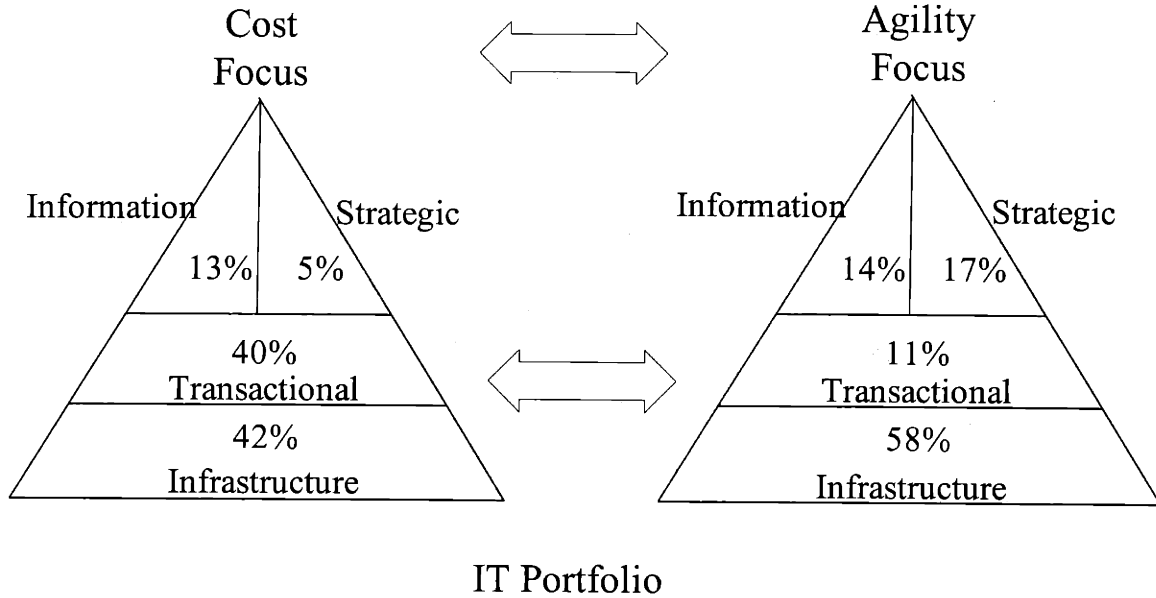 Cost
Focus
Agility
Focus
Information
Strategic
13%
5%
40%
Transactional
42%
Infrastructure
Information
Strategic
14%
17%
11%
Transactional
58%
Infrastructure
IT Portfolio